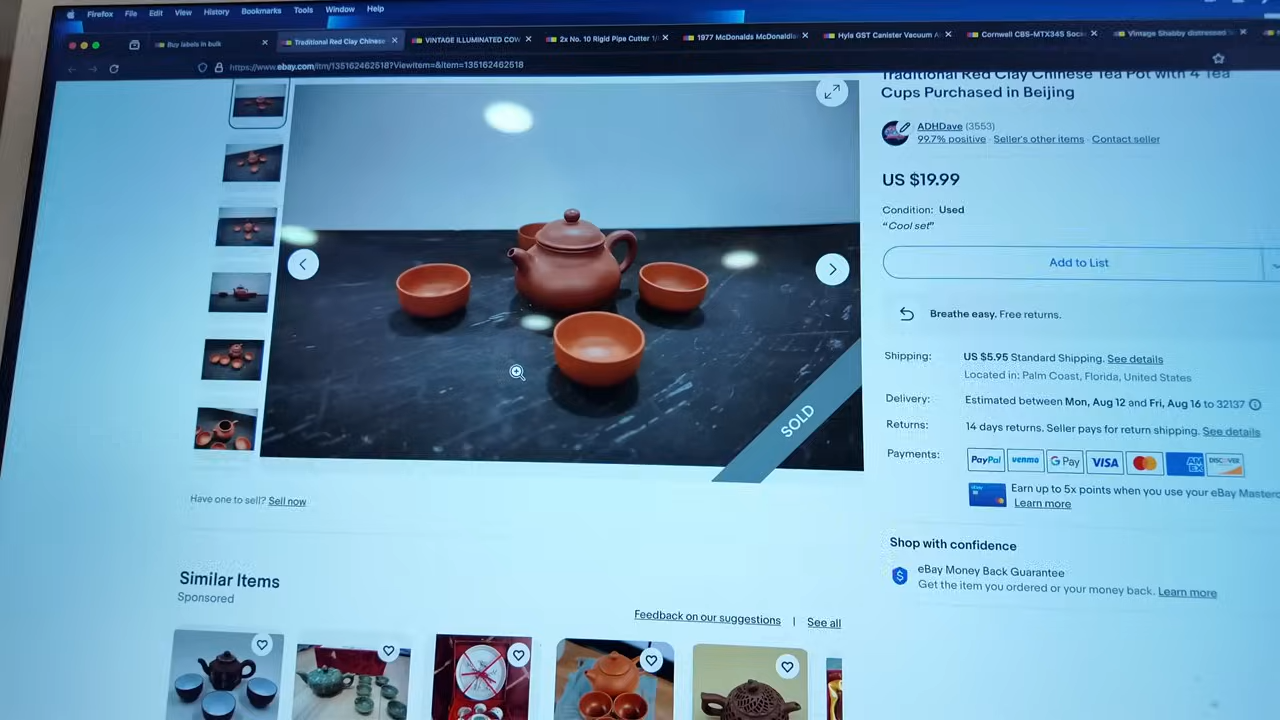 Firefox File Edit View History Bookmarks Tools Window Help
Buy labels in bulk
Traditional Red Clay Chinese
VINTAGE ILLUMINATED COW
2x No. 10 Rigid Pipe Cutter 1/
1977 McDonalds McDonaldlan
Hyla GST Canister Vacuum A
Cornwell CBS-MTX34S Soc
Vintage Shabby distressed
https://www.ebay.com/itm/135162462518?ViewItem=&item=135162462518
Traditional Red Clay Chinese Tea Pot with 4 Tea
Cups Purchased in Beijing
ADHDave (3553)
99.7% positive · Seller's other items · Contact seller
US $19.99
Condition: Used
“Cool set”
Add to List
Breathe easy. Free returns.
Shipping: US $5.95 Standard Shipping. See details
Located in: Palm Coast, Florida, United States
Delivery: Estimated between Mon, Aug 12 and Fri, Aug 16 to 32137
Returns: 14 days returns. Seller pays for return shipping. See details
Payments: PayPal venmo G Pay VISA mastercard AM EX DISCOVER
Earn up to 5x points when you use your eBay Masterc
Learn more
Shop with confidence
eBay Money Back Guarantee
Get the item you ordered or your money back. Learn more
SOLD
Have one to sell? Sell now
Similar Items
Sponsored
Feedback on our suggestions | See all